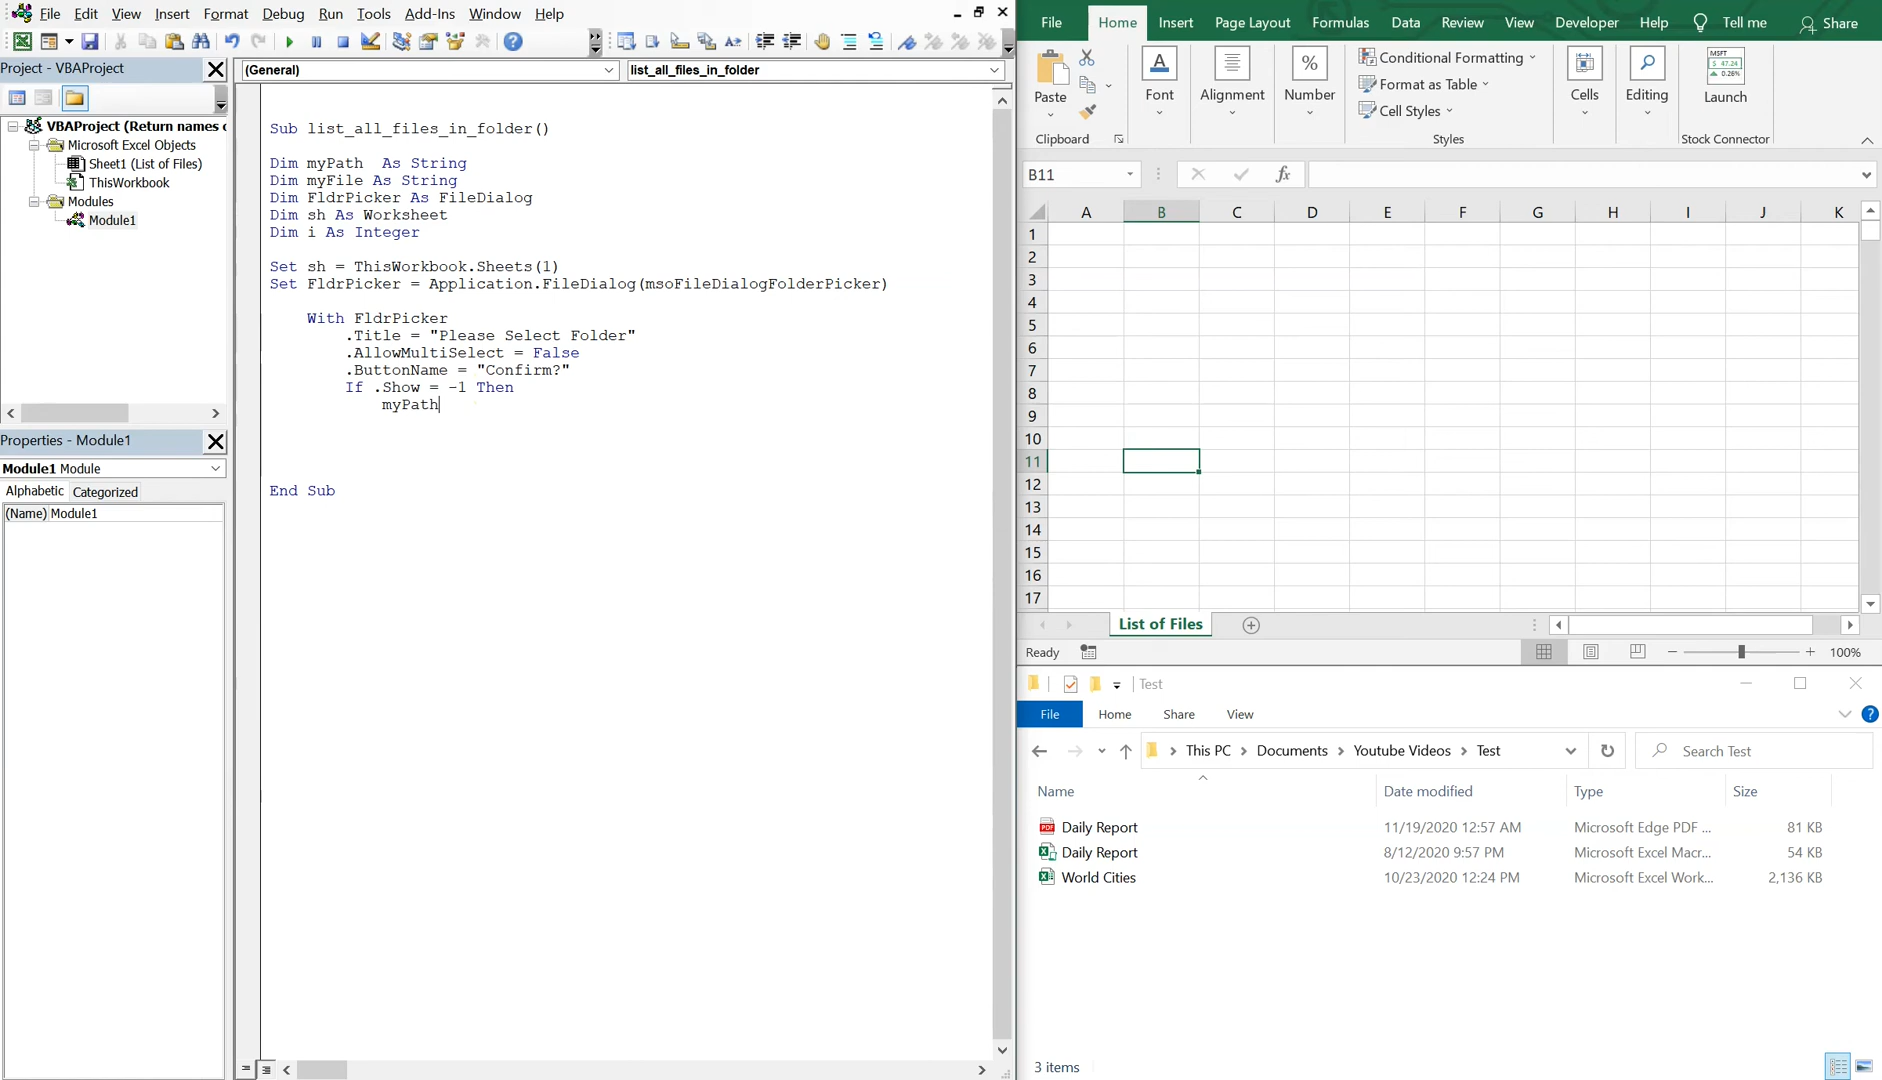 File Edit View Insert Format Debug Run Tools Add-Ins Window Help
Project - VBAProject
VBAProject (Return names
Microsoft Excel Objects
Sheet1 (List of Files)
ThisWorkbook
Modules
Module1
Properties - Module1
Module1 Module
Alphabetic Categorized
(Name) Module1
(General) list_all_files_in_folder
Sub list_all_files_in_folder()
Dim myPath  As String
Dim myFile As String
Dim FldrPicker As FileDialog
Dim sh As Worksheet
Dim i As Integer
Set sh = ThisWorkbook.Sheets(1)
Set FldrPicker = Application.FileDialog(msoFileDialogFolderPicker)
With FldrPicker
.Title = "Please Select Folder"
.AllowMultiSelect = False
.ButtonName = "Confirm?"
If .Show = -1 Then
myPath
End Sub
File Home Insert Page Layout Formulas Data Review View Developer Help Tell me Share
Paste
Clipboard
Font
Alignment
%
Number
Conditional Formatting
Format as Table
Cell Styles
Styles
Cells
Editing
MSFT
47.24
0.26%
Launch
Stock Connector
B11 fx
A B C D E F G H I J K
1
2
3
4
5
6
7
8
9
10
11
12
13
14
15
16
17
List of Files
Ready 100%
Test
File Home Share View
This PC Documents Youtube Videos Test Search Test
Name Date modified Type Size
PDF Daily Report 11/19/2020 12:57 AM Microsoft Edge PDF ... 81 KB
Daily Report 8/12/2020 9:57 PM Microsoft Excel Macr... 54 KB
World Cities 10/23/2020 12:24 PM Microsoft Excel Work... 2,136 KB
3 items